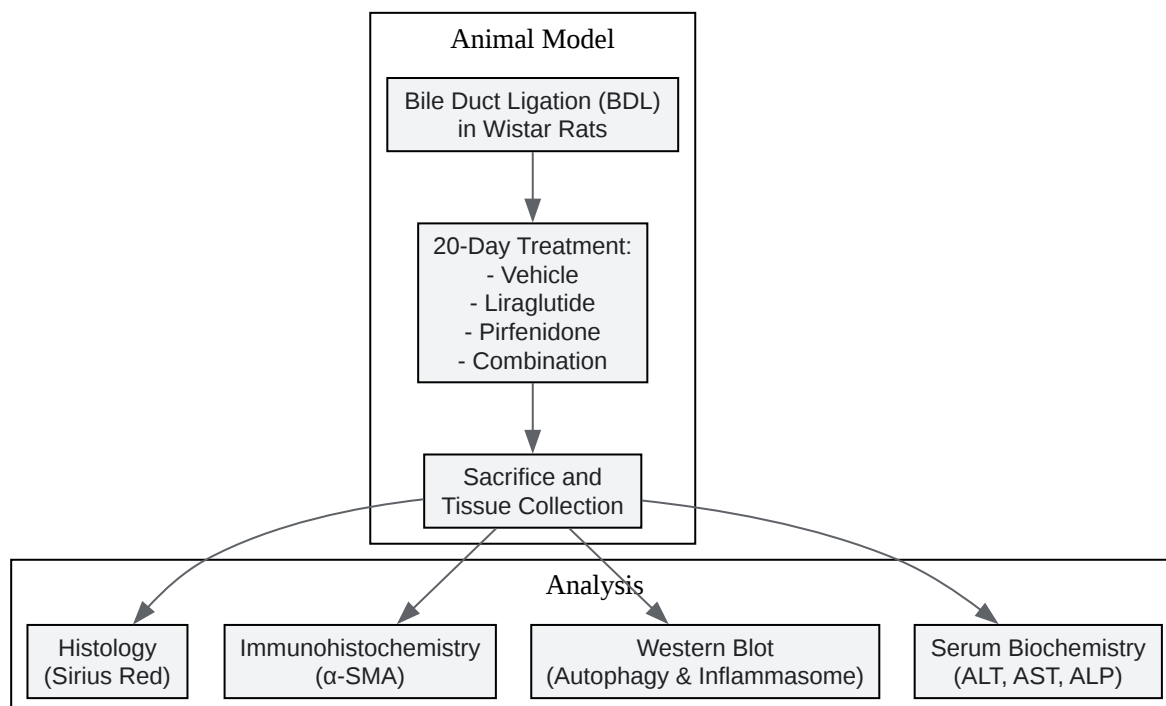 Animal Model
Bile Duct Ligation (BDL)
in Wistar Rats
20-Day Treatment:
- Vehicle
- Liraglutide
- Pirfenidone
- Combination
Sacrifice and
Tissue Collection
Analysis
Histology
(Sirius Red)
Immunohistochemistry
(α-SMA)
Western Blot
(Autophagy & Inflammasome)
Serum Biochemistry
(ALT, AST, ALP)